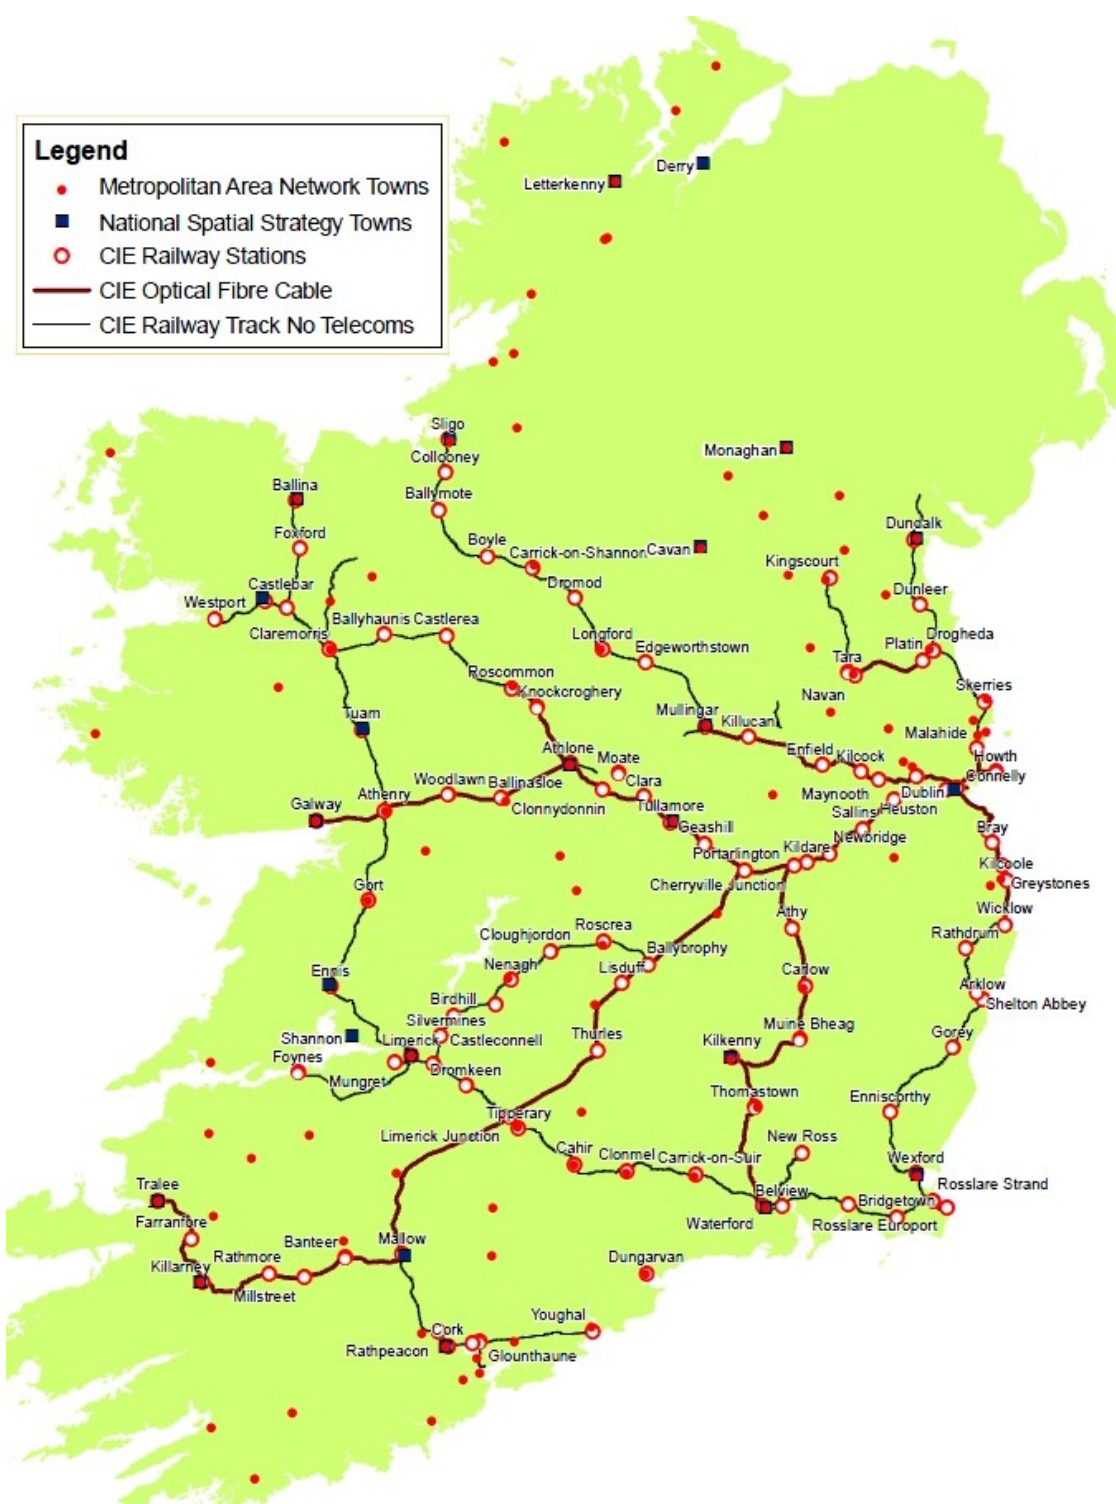 Legend
Metropolitan Area Network Towns
National Spatial Strategy Towns
CIE Railway Stations
CIE Optical Fibre Cable
CIE Railway Track No Telecoms
Derry
Letterkenny
Sligo
Collooney
Monaghan
Ballina
Ballymote
Dundalk
Foxford
Boyle
Carrick-on-Shannon
Cavan
Kingscourt
Castlebar
Dromod
Dunleer
Westport
Ballyhaunis
Castlerea
Claremorris
Longford
Edgeworthstown
Platin
Drogheda
Tara
Roscommon
Knockcroghery
Navan
Skerries
Tuam
Mullingar
Killucan
Malahide
Athlone
Moate
Enfield
Kilcock
Howth
Woodlawn
Ballinasloe
Clara
Connelly
Athenry
Clonnydonnin
Maynooth
Dublin
Galway
Tullamore
Sallins
Heuston
Geashill
Newbridge
Bray
Portarlington
Kildare
Kilcoole
Cherryville Junction
Greystones
Gort
Athy
Wicklow
Roscrea
Cloughjordon
Rathdrum
Ballybrophy
Nenagh
Lisduff
Ennis
Carlow
Arklow
Birdhill
Shelton Abbey
Silvermines
Muine Bheag
Shannon
Limerick
Castleconnell
Thurles
Kilkenny
Gorey
Foynes
Mungret
Dromkeen
Thomastown
Enniscorthy
Tipperary
Limerick Junction
New Ross
Cahir
Clonmel
Carrick-on-Suir
Wexford
Tralee
Rosslare Strand
Belview
Bridgetown
Farranfore
Waterford
Rosslare Europort
Banteer
Mallow
Rathmore
Dungarvan
Killarney
Millstreet
Youghal
Cork
Rathpeacon
Glounthaune